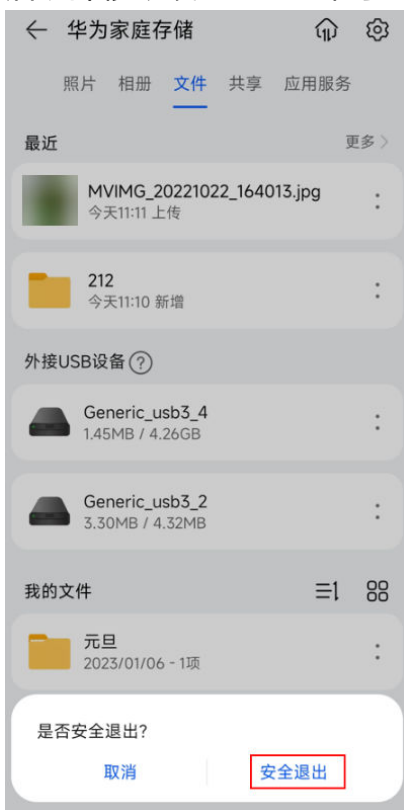 华为家庭存储
照片 相册 文件 共享 应用服务
最近 更多
MVIMG_20221022_164013.jpg
今天11:11 上传
212
今天11:10 新增
外接USB设备
Generic_usb3_4
1.45MB / 4.26GB
Generic_usb3_2
3.30MB / 4.32MB
我的文件
元旦
2023/01/06 - 1项
是否安全退出?
取消 安全退出